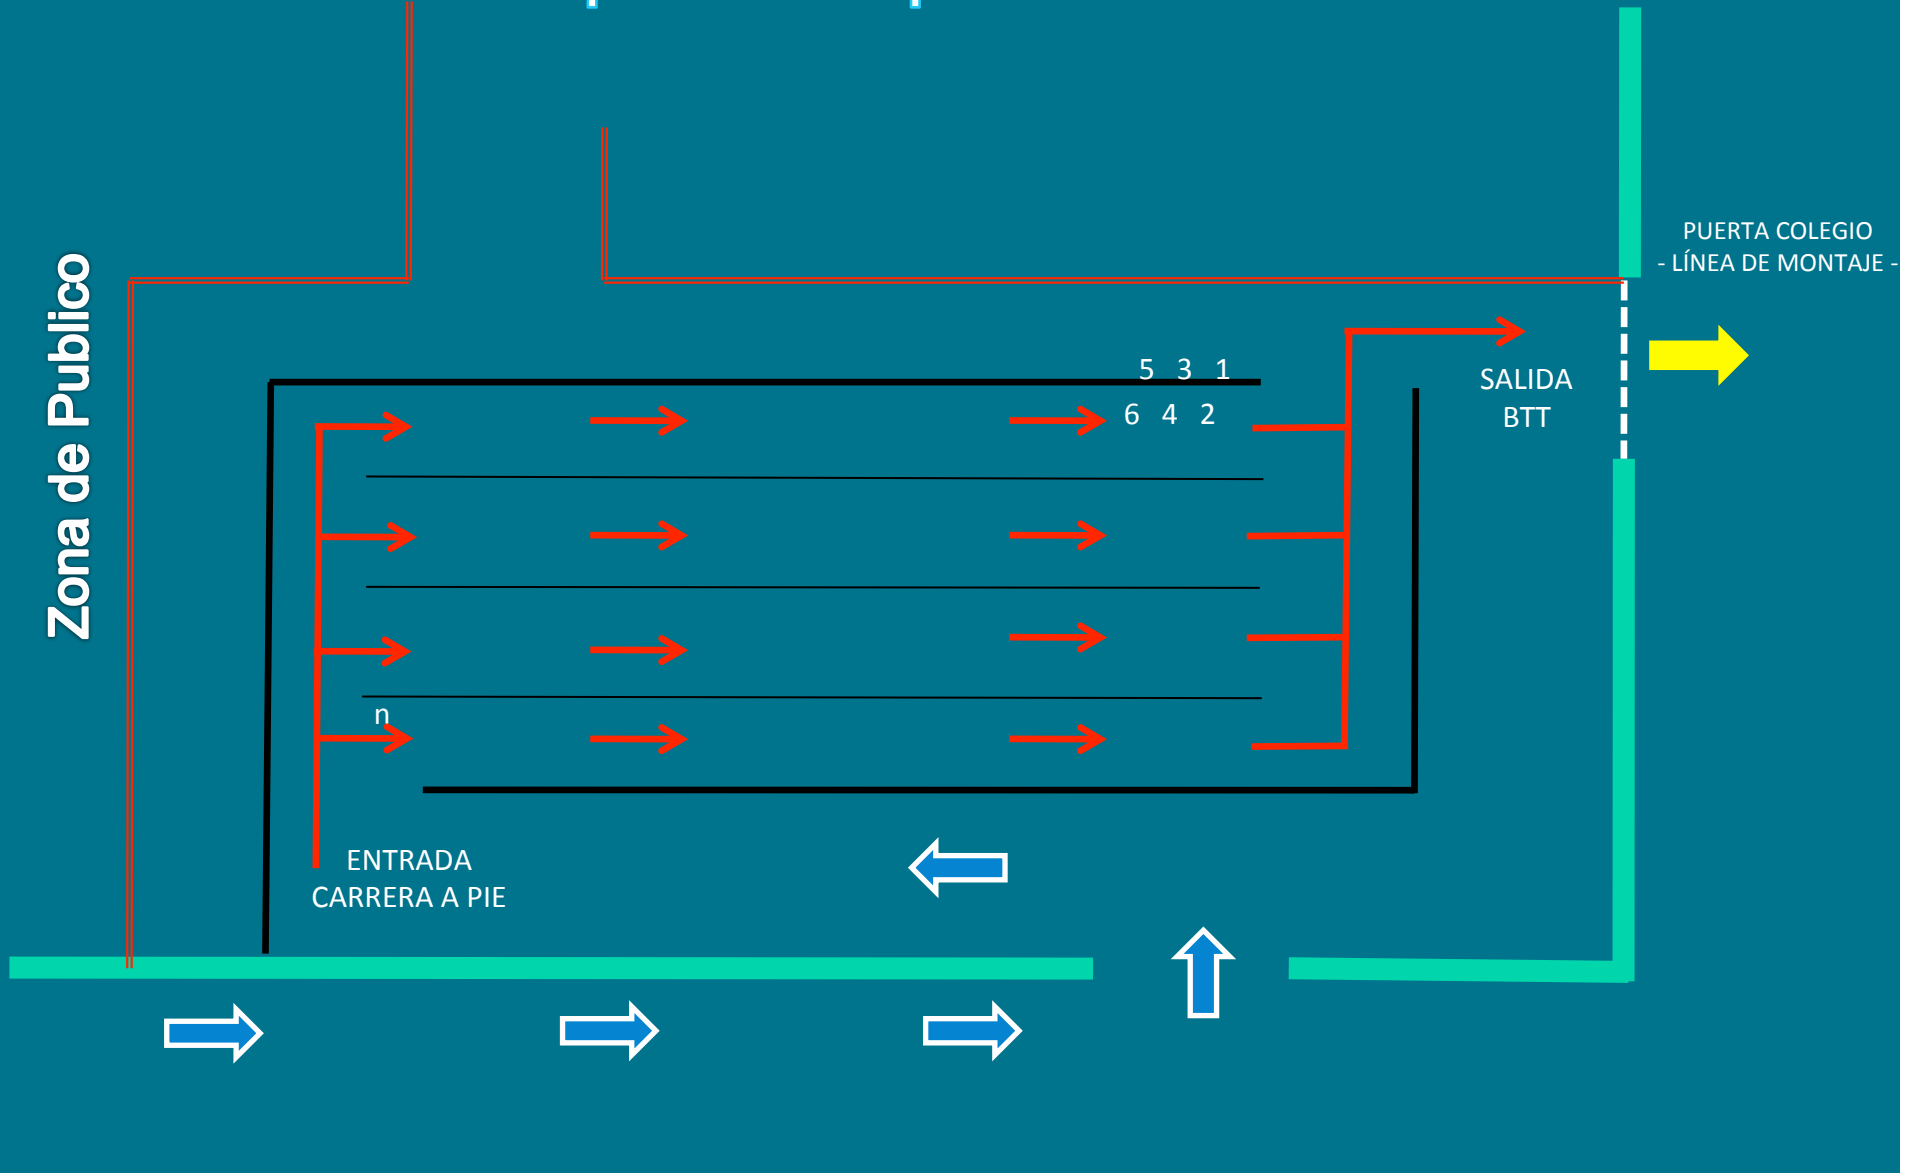 Zona de Publico
PUERTA COLEGIO
- LÍNEA DE MONTAJE -
5 3 1
6 4 2
SALIDA
BTT
n
ENTRADA
CARRERA A PIE